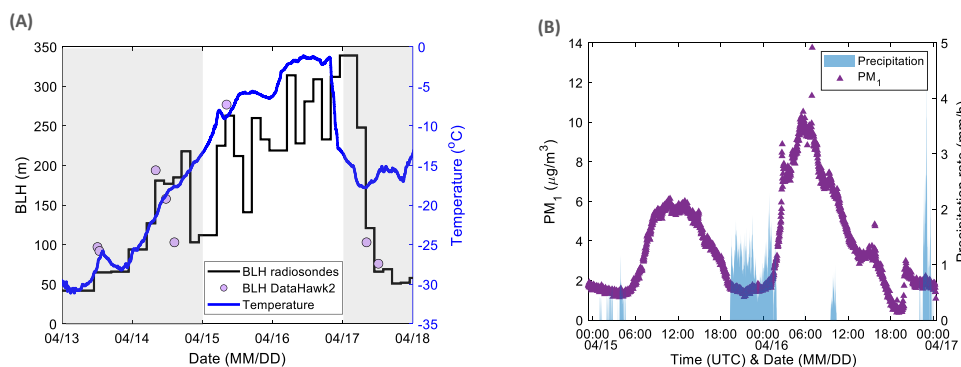 (A)
350
300
250
200
150
100
50
0
BLH (m)
0
-5
-10
-15
-20
-25
-30
-35
Temperature (°C)
BLH radiosondes
BLH DataHawk2
Temperature
04/13 04/14 04/15 04/16 04/17 04/18
Date (MM/DD)
(B)
14
12
10
8
6
4
2
0
PM1 (μg/m3)
5
4
3
2
1
0
Precipitation rate (mm/h)
Precipitation
PM1
00:00 06:00 12:00 18:00 00:00 06:00 12:00 18:00 00:00
04/15 04/16 04/17
Time (UTC) & Date (MM/DD)